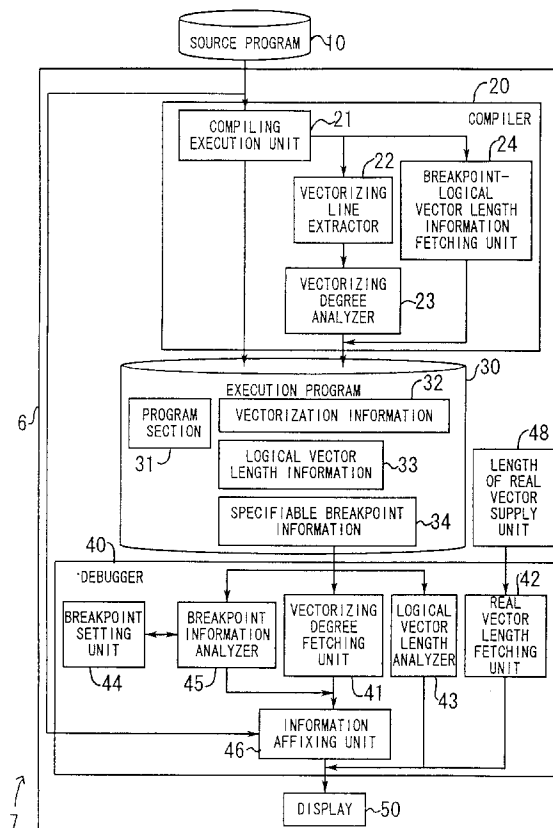 SOURCE PROGRAM
10
20
COMPILER
21
COMPILING
EXECUTION UNIT
24
22
VECTORIZING
LINE
EXTRACTOR
BREAKPOINT-
LOGICAL
VECTOR LENGTH
INFORMATION
FETCHING UNIT
VECTORIZING
DEGREE
ANALYZER
23
30
EXECUTION PROGRAM
32
6
PROGRAM
SECTION
31
VECTORIZATION INFORMATION
LOGICAL VECTOR
LENGTH INFORMATION
33
48
LENGTH
OF REAL
VECTOR
SUPPLY
UNIT
SPECIFIABLE BREAKPOINT
INFORMATION
34
40
DEBUGGER
42
BREAKPOINT
SETTING
UNIT
44
BREAKPOINT
INFORMATION
ANALYZER
45
VECTORIZING
DEGREE
FETCHING
UNIT
41
LOGICAL
VECTOR
LENGTH
ANALYZER
43
REAL
VECTOR
LENGTH
FETCHING
UNIT
INFORMATION
AFFIXING UNIT
46
DISPLAY
50
7